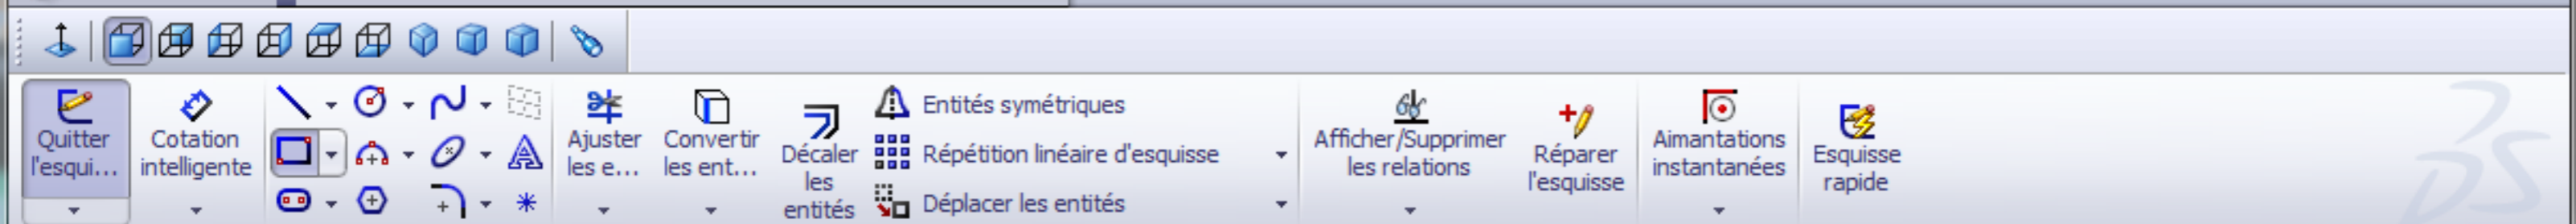 Quitter
l'esqui...
Cotation
intelligente
Ajuster
les e...
Convertir
les ent...
Décaler
les
entités
Entités symétriques
Répétition linéaire d'esquisse
Déplacer les entités
Afficher/Supprimer
les relations
Réparer
l'esquisse
Aimantations
instantanées
Esquisse
rapide